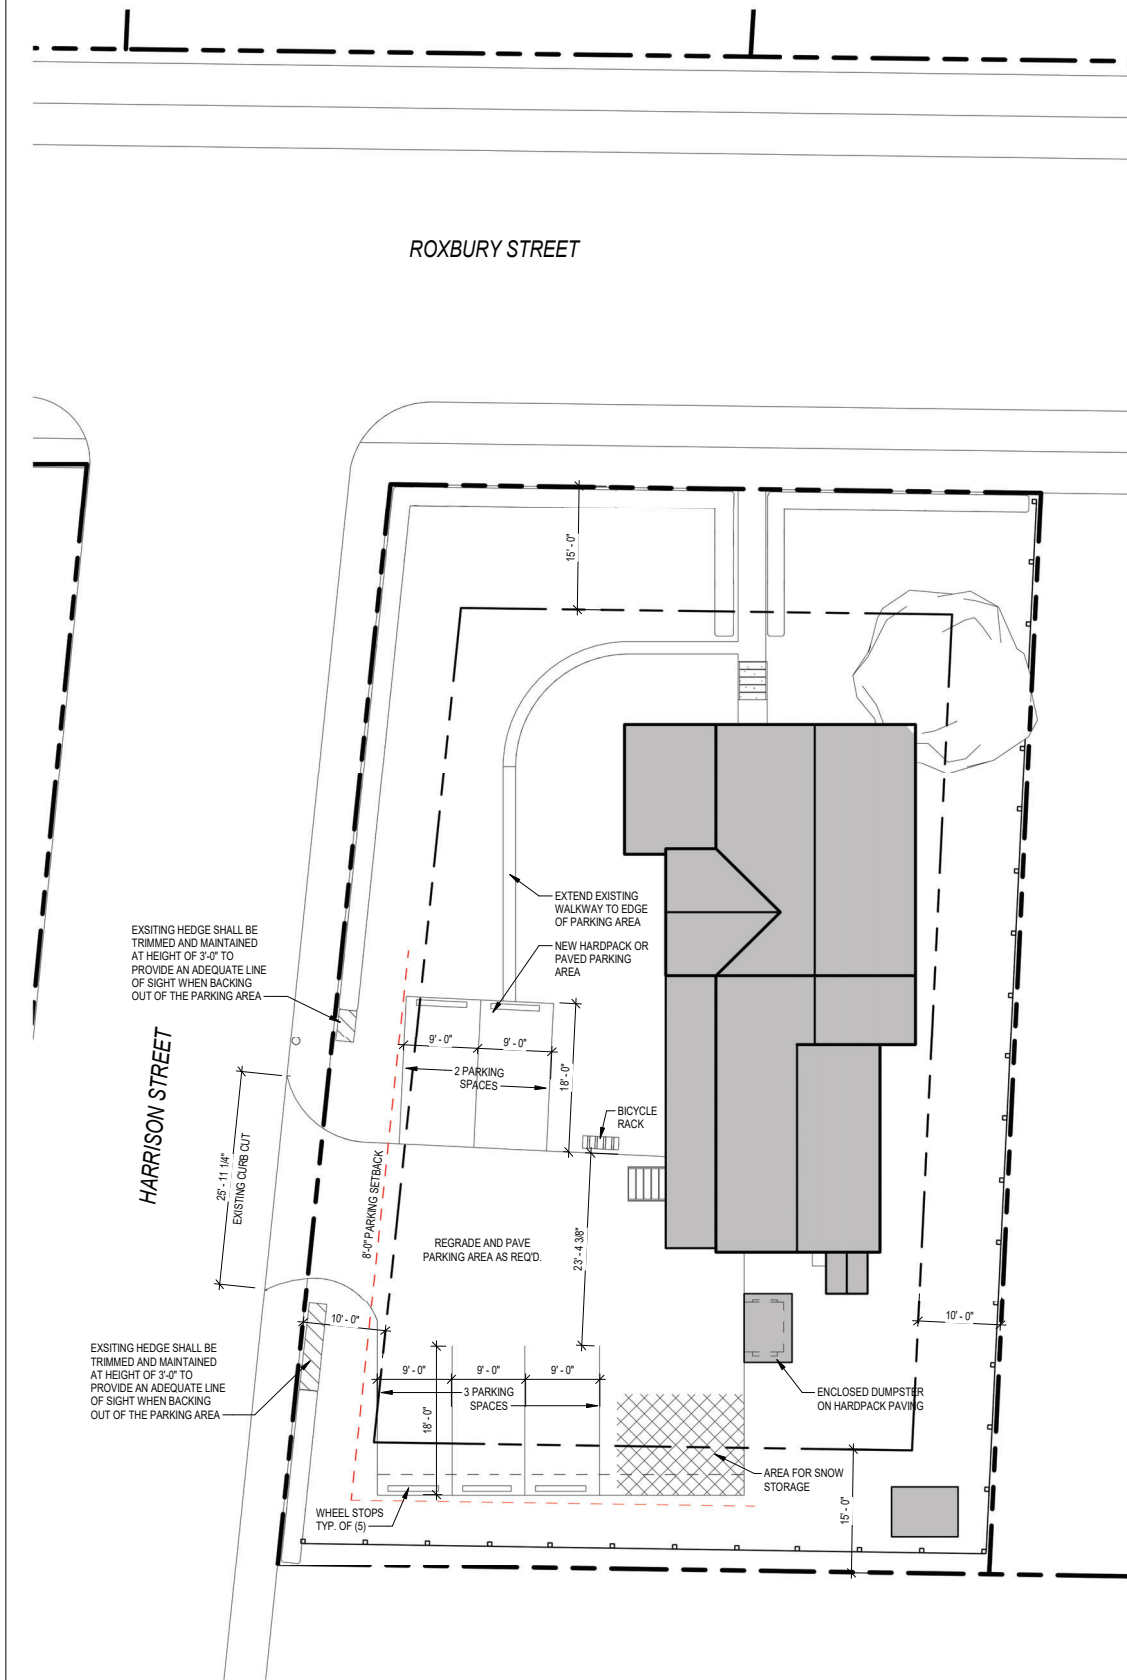 ROXBURY STREET
15' - 0"
EXTEND EXISTING
WALKWAY TO EDGE
OF PARKING AREA
NEW HARDPACK OR
PAVED PARKING
AREA
EXSITING HEDGE SHALL BE
TRIMMED AND MAINTAINED
AT HEIGHT OF 3'-0" TO
PROVIDE AN ADEQUATE LINE
OF SIGHT WHEN BACKING
OUT OF THE PARKING AREA
HARRISON STREET
9' - 0"
9' - 0"
2 PARKING
SPACES
18' - 0"
BICYCLE
RACK
25' - 11 1/4"
EXISTING CURB CUT
8'-0" PARKING SETBACK
REGRADE AND PAVE
PARKING AREA AS REQ'D.
23' - 4 3/8"
10' - 0"
10' - 0"
EXSITING HEDGE SHALL BE
TRIMMED AND MAINTAINED
AT HEIGHT OF 3'-0" TO
PROVIDE AN ADEQUATE LINE
OF SIGHT WHEN BACKING
OUT OF THE PARKING AREA
9' - 0"
9' - 0"
9' - 0"
3 PARKING
SPACES
18' - 0"
ENCLOSED DUMPSTER
ON HARDPACK PAVING
AREA FOR SNOW
STORAGE
WHEEL STOPS
TYP. OF (5)
15' - 0"